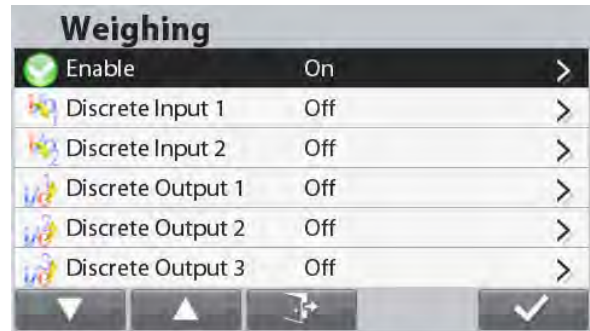 Weighing
Enable On >
Discrete Input 1 Off >
Discrete Input 2 Off >
Discrete Output 1 Off >
Discrete Output 2 Off >
Discrete Output 3 Off >